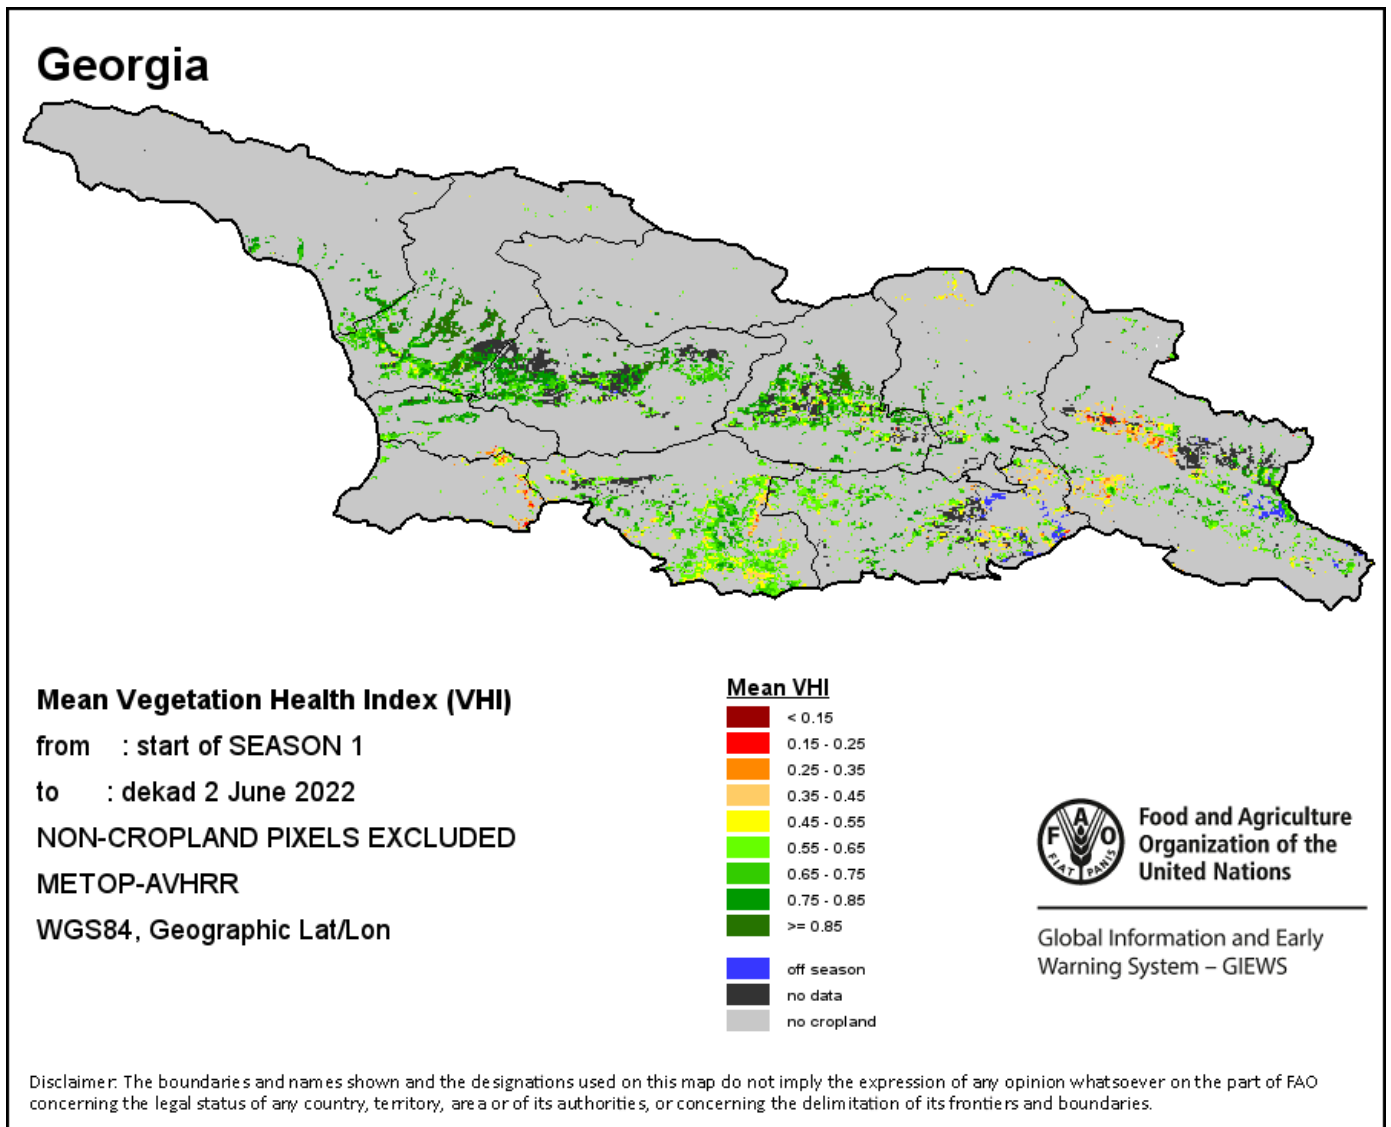 Georgia
Mean Vegetation Health Index (VHI)
from : start of SEASON 1
to : dekad 2 June 2022
NON-CROPLAND PIXELS EXCLUDED
METOP-AVHRR
WGS84, Geographic Lat/Lon
Mean VHI
< 0.15
0.15 - 0.25
0.25 - 0.35
0.35 - 0.45
0.45 - 0.55
0.55 - 0.65
0.65 - 0.75
0.75 - 0.85
>= 0.85
off season
no data
no cropland
F A O
FIAT PANIS
Food and Agriculture
Organization of the
United Nations
Global Information and Early
Warning System – GIEWS
Disclaimer: The boundaries and names shown and the designations used on this map do not imply the expression of any opinion whatsoever on the part of FAO
concerning the legal status of any country, territory, area or of its authorities, or concerning the delimitation of its frontiers and boundaries.